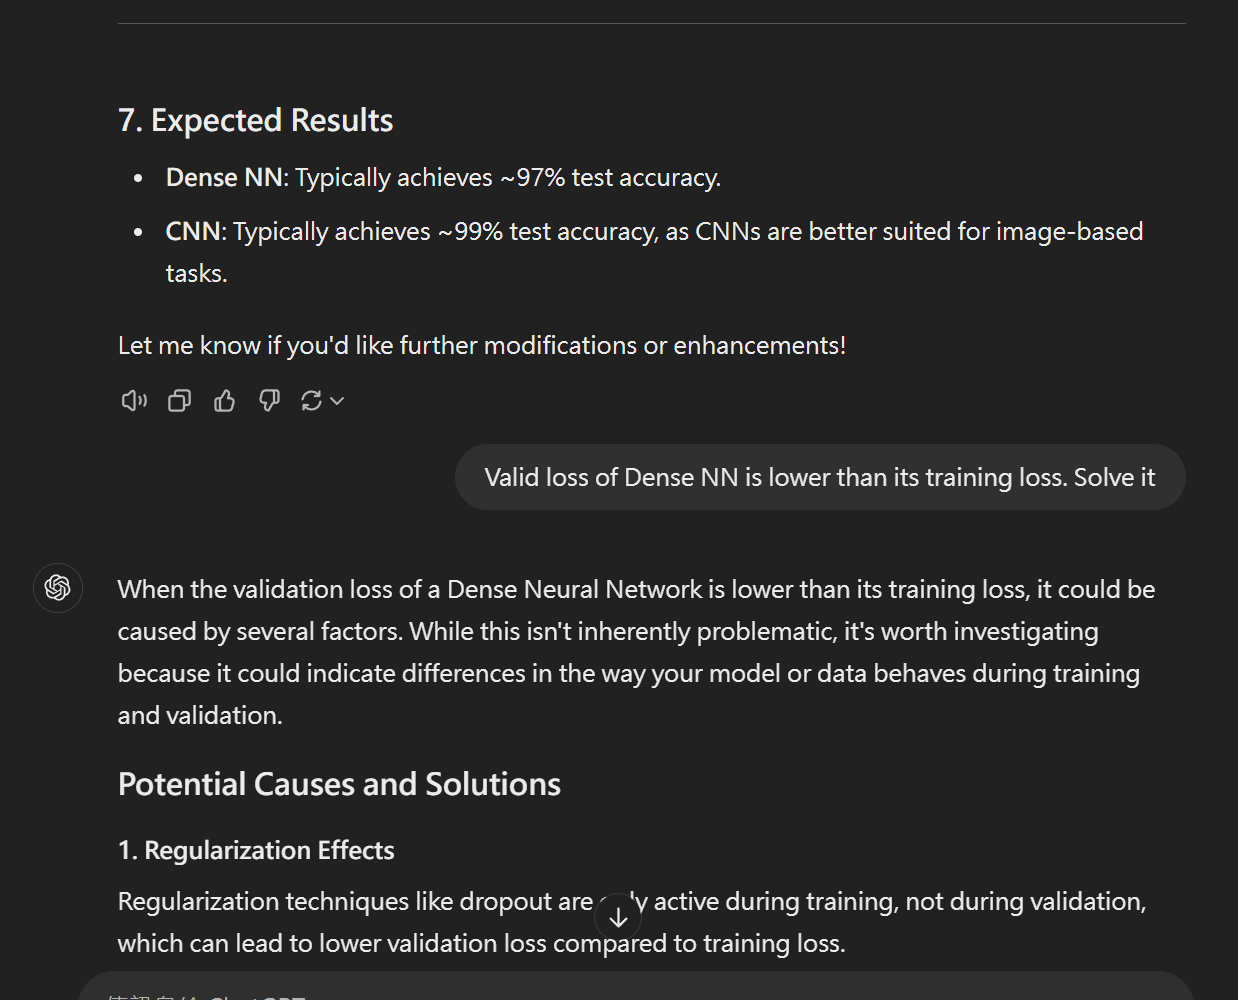 7. Expected Results
• Dense NN: Typically achieves ~97% test accuracy.
• CNN: Typically achieves ~99% test accuracy, as CNNs are better suited for image-based
tasks.
Let me know if you'd like further modifications or enhancements!
Valid loss of Dense NN is lower than its training loss. Solve it
When the validation loss of a Dense Neural Network is lower than its training loss, it could be
caused by several factors. While this isn't inherently problematic, it's worth investigating
because it could indicate differences in the way your model or data behaves during training
and validation.
Potential Causes and Solutions
1. Regularization Effects
Regularization techniques like dropout are only active during training, not during validation,
which can lead to lower validation loss compared to training loss.
ChatGPT